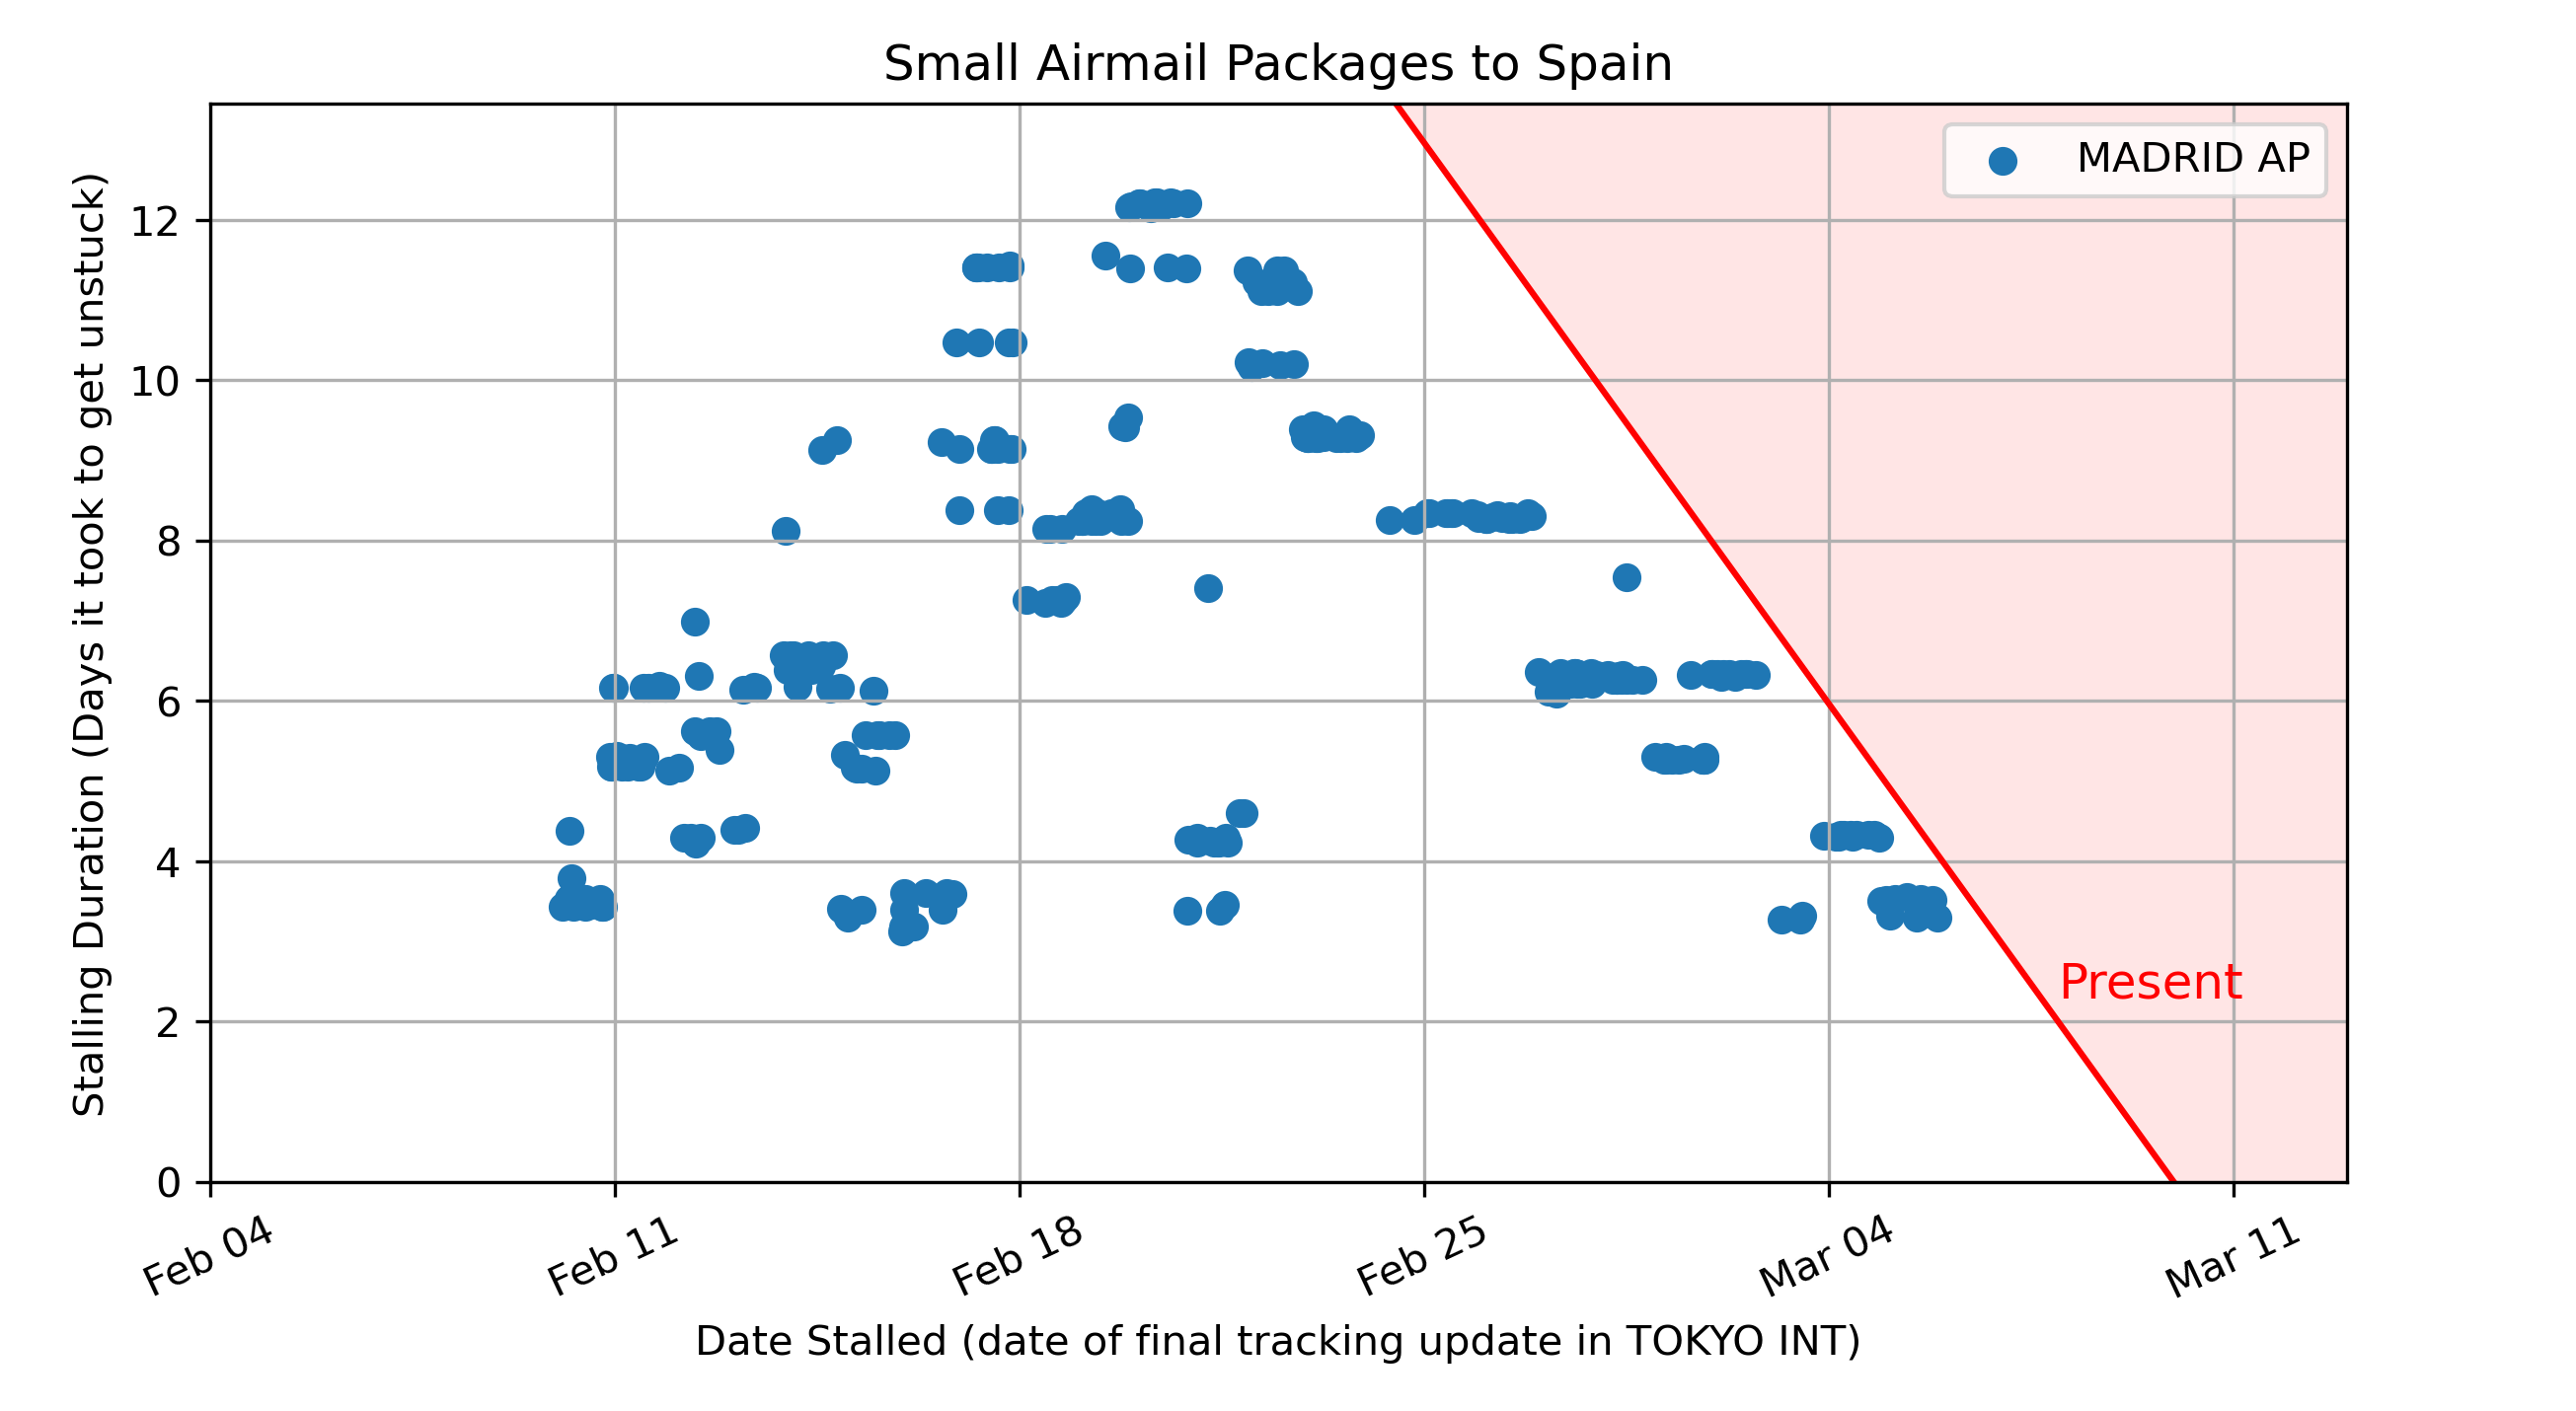 Small Airmail Packages to Spain
MADRID AP
Stalling Duration (Days it took to get unstuck)
12
10
8
6
4
2
0
Present
Feb 04
Feb 11
Feb 18
Feb 25
Mar 04
Mar 11
Date Stalled (date of final tracking update in TOKYO INT)